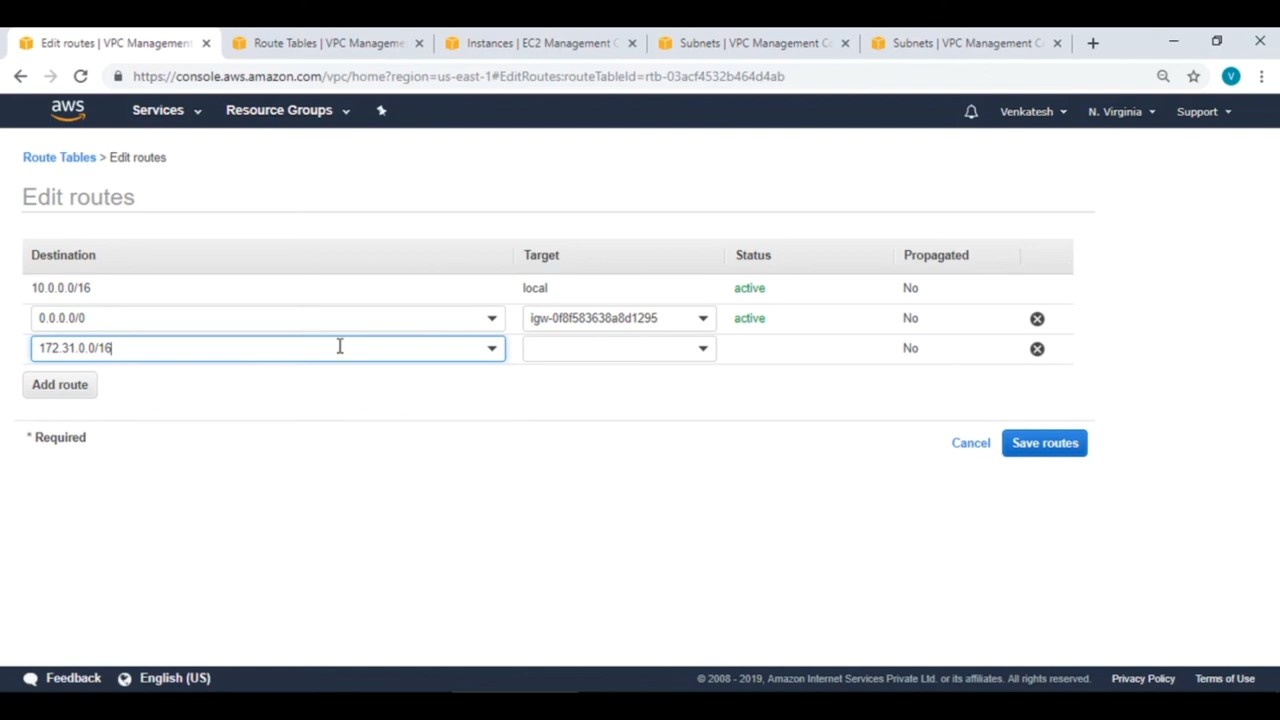 Edit routes | VPC Management
Route Tables | VPC Manageme
Instances | EC2 Management C
Subnets | VPC Management Co
Subnets | VPC Management Co
https://console.aws.amazon.com/vpc/home?region=us-east-1#EditRoutes:routeTableId=rtb-03acf4532b464d4ab
V
aws Services Resource Groups Venkatesh N. Virginia Support
Route Tables > Edit routes
Edit routes
Destination Target Status Propagated
10.0.0.0/16 local active No
0.0.0.0/0 igw-0f8f583638a8d1295 active No
172.31.0.0/16 No
Add route
* Required
Cancel Save routes
Feedback English (US) © 2008 - 2019, Amazon Internet Services Private Ltd. or its affiliates. All rights reserved. Privacy Policy Terms of Use